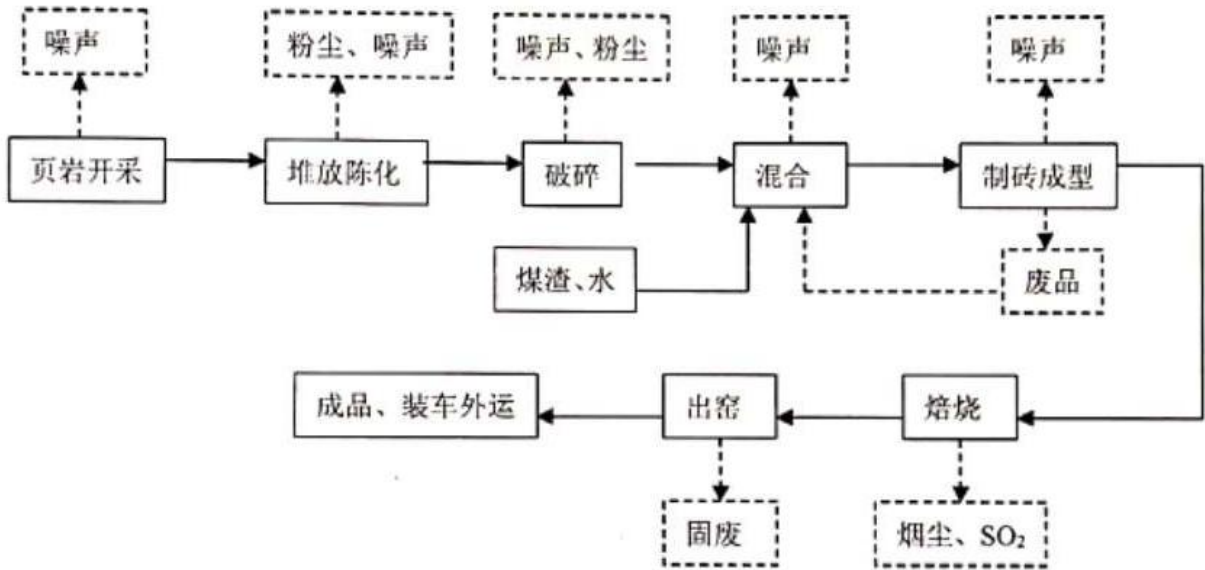 噪声
粉尘、噪声
噪声、粉尘
噪声
噪声
页岩开采
堆放陈化
破碎
混合
制砖成型
煤渣、水
废品
成品、装车外运
出窑
焙烧
固废
烟尘、SO₂